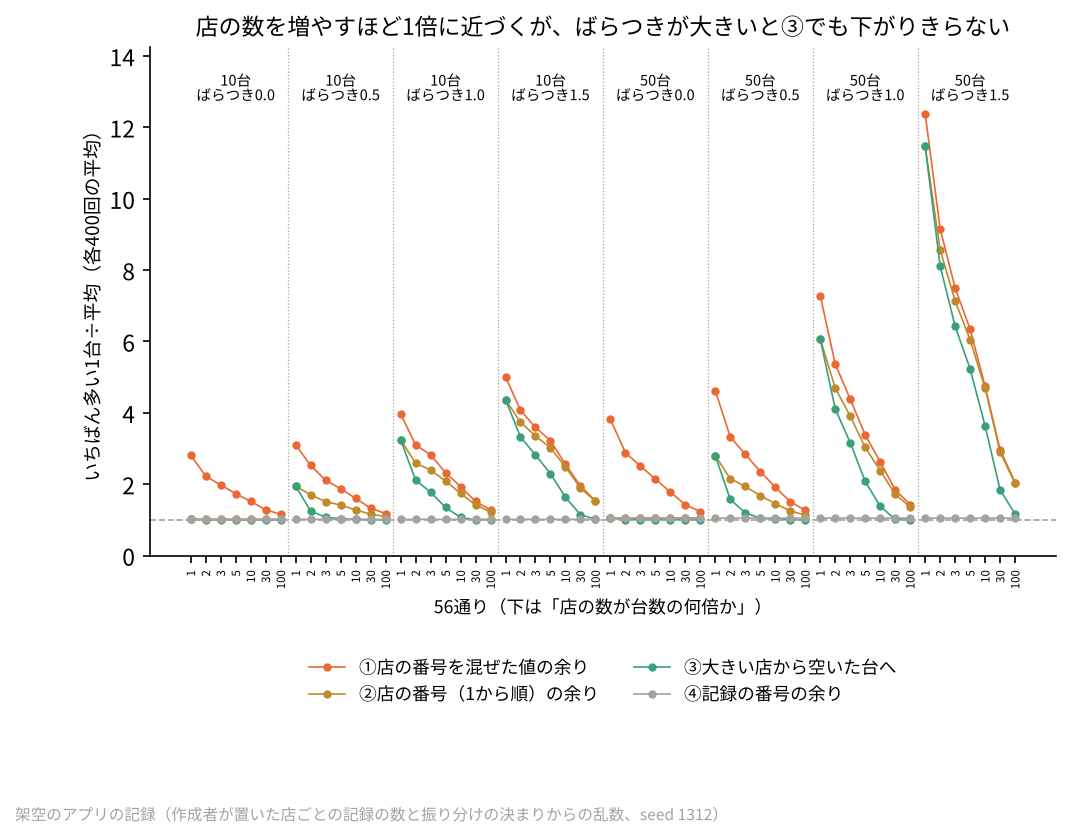 店の数を増やすほど1倍に近づくが、ばらつきが大きいと③でも下がりきらない
いちばん多い1台÷平均（各400回の平均）
14
12
10
8
6
4
2
0
10台
ばらつき0.0
10台
ばらつき0.5
10台
ばらつき1.0
10台
ばらつき1.5
50台
ばらつき0.0
50台
ばらつき0.5
50台
ばらつき1.0
50台
ばらつき1.5
1 2 3 5 10 30 100 1 2 3 5 10 30 100 1 2 3 5 10 30 100 1 2 3 5 10 30 100 1 2 3 5 10 30 100 1 2 3 5 10 30 100 1 2 3 5 10 30 100 1 2 3 5 10 30 100
56通り（下は「店の数が台数の何倍か」）
①店の番号を混ぜた値の余り
②店の番号（1から順）の余り
③大きい店から空いた台へ
④記録の番号の余り
架空のアプリの記録（作成者が置いた店ごとの記録の数と振り分けの決まりからの乱数、seed 1312）